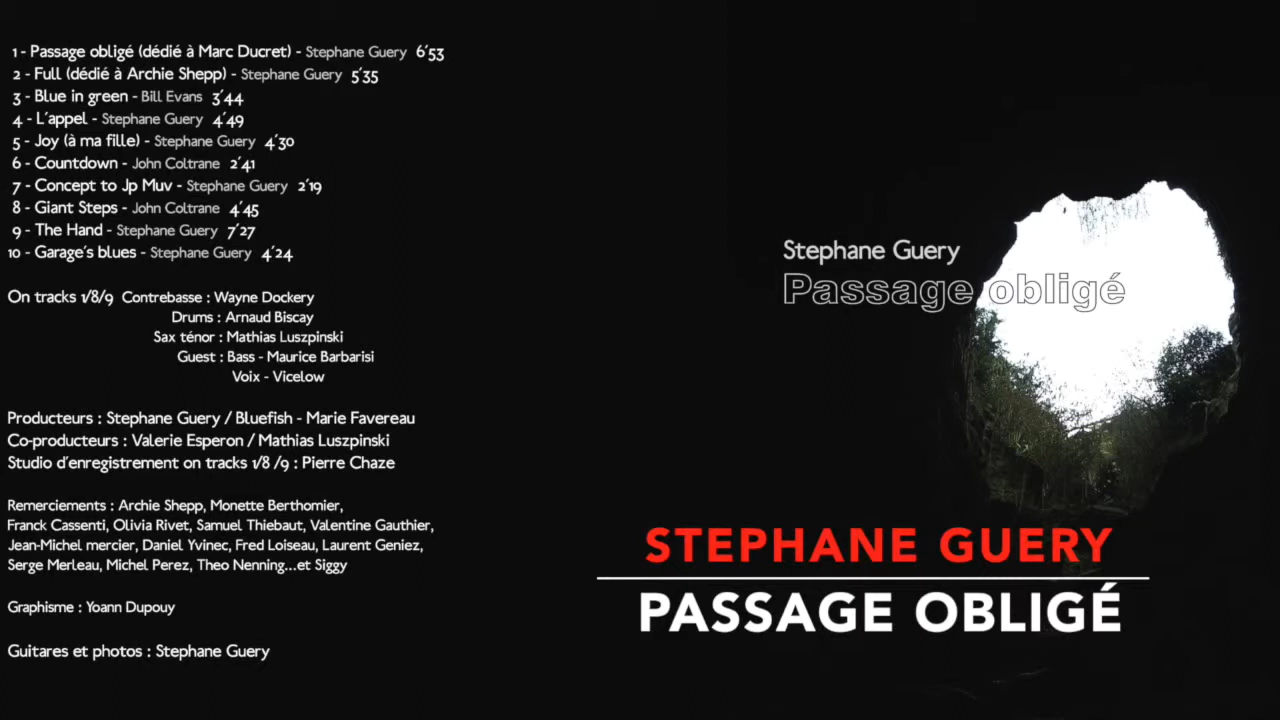 1 - Passage obligé (dédié à Marc Ducret) - Stephane Guery 6'53
2 - Full (dédié à Archie Shepp) - Stephane Guery 5'35
3 - Blue in green - Bill Evans 3'44
4 - L'appel - Stephane Guery 4'49
5 - Joy (à ma fille) - Stephane Guery 4'30
6 - Countdown - John Coltrane 2'41
7 - Concept to Jp Muv - Stephane Guery 2'19
8 - Giant Steps - John Coltrane 4'45
9 - The Hand - Stephane Guery 7'27
10 - Garage's blues - Stephane Guery 4'24
On tracks 1/8/9 Contrebasse : Wayne Dockery
Drums : Arnaud Biscay
Sax ténor : Mathias Luszpinski
Guest : Bass - Maurice Barbarisi
Voix - Vicelow
Producteurs : Stephane Guery / Bluefish - Marie Favereau
Co-producteurs : Valerie Esperon / Mathias Luszpinski
Studio d'enregistrement on tracks 1/8 /9 : Pierre Chaze
Remerciements : Archie Shepp, Monette Berthomier,
Franck Cassenti, Olivia Rivet, Samuel Thiebaut, Valentine Gauthier,
Jean-Michel mercier, Daniel Yvinec, Fred Loiseau, Laurent Geniez,
Serge Merleau, Michel Perez, Theo Nenning...et Siggy
Graphisme : Yoann Dupouy
Guitares et photos : Stephane Guery
Stephane Guery
Passage obligé
STEPHANE GUERY
PASSAGE OBLIGÉ